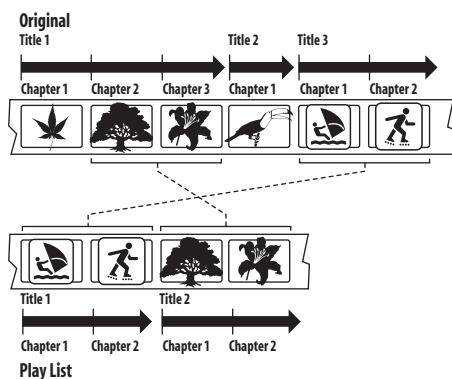 Original
Title 1 Title 2 Title 3
Chapter 1 Chapter 2 Chapter 3 Chapter 1 Chapter 1 Chapter 2
Title 1 Title 2
Chapter 1 Chapter 2 Chapter 1 Chapter 2
Play List